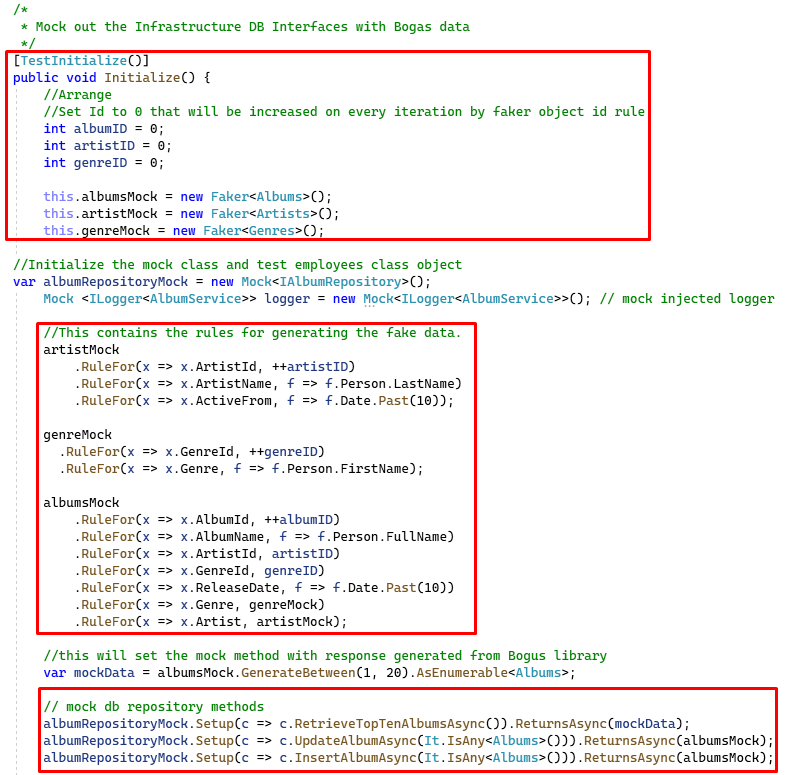 /*
 * Mock out the Infrastructure DB Interfaces with Bogas data
 */
[TestInitialize()]
public void Initialize() {
    //Arrange
    //Set Id to 0 that will be increased on every iteration by faker object id rule
    int albumID = 0;
    int artistID = 0;
    int genreID = 0;

    this.albumsMock = new Faker<Albums>();
    this.artistMock = new Faker<Artists>();
    this.genreMock = new Faker<Genres>();

//Initialize the mock class and test employees class object
var albumRepositoryMock = new Mock<IAlbumRepository>();
    Mock <ILogger<AlbumService>> logger = new Mock<ILogger<AlbumService>>(); // mock injected logger

    //This contains the rules for generating the fake data.
    artistMock
        .RuleFor(x => x.ArtistId, ++artistID)
        .RuleFor(x => x.ArtistName, f => f.Person.LastName)
        .RuleFor(x => x.ActiveFrom, f => f.Date.Past(10));

    genreMock
      .RuleFor(x => x.GenreId, ++genreID)
      .RuleFor(x => x.Genre, f => f.Person.FirstName);

    albumsMock
        .RuleFor(x => x.AlbumId, ++albumID)
        .RuleFor(x => x.AlbumName, f => f.Person.FullName)
        .RuleFor(x => x.ArtistId, artistID)
        .RuleFor(x => x.GenreId, genreID)
        .RuleFor(x => x.ReleaseDate, f => f.Date.Past(10))
        .RuleFor(x => x.Genre, genreMock)
        .RuleFor(x => x.Artist, artistMock);

    //this will set the mock method with response generated from Bogus library
    var mockData = albumsMock.GenerateBetween(1, 20).AsEnumerable<Albums>;

    // mock db repository methods
    albumRepositoryMock.Setup(c => c.RetrieveTopTenAlbumsAsync()).ReturnsAsync(mockData);
    albumRepositoryMock.Setup(c => c.UpdateAlbumAsync(It.IsAny<Albums>())).ReturnsAsync(albumsMock);
    albumRepositoryMock.Setup(c => c.InsertAlbumAsync(It.IsAny<Albums>())).ReturnsAsync(albumsMock);